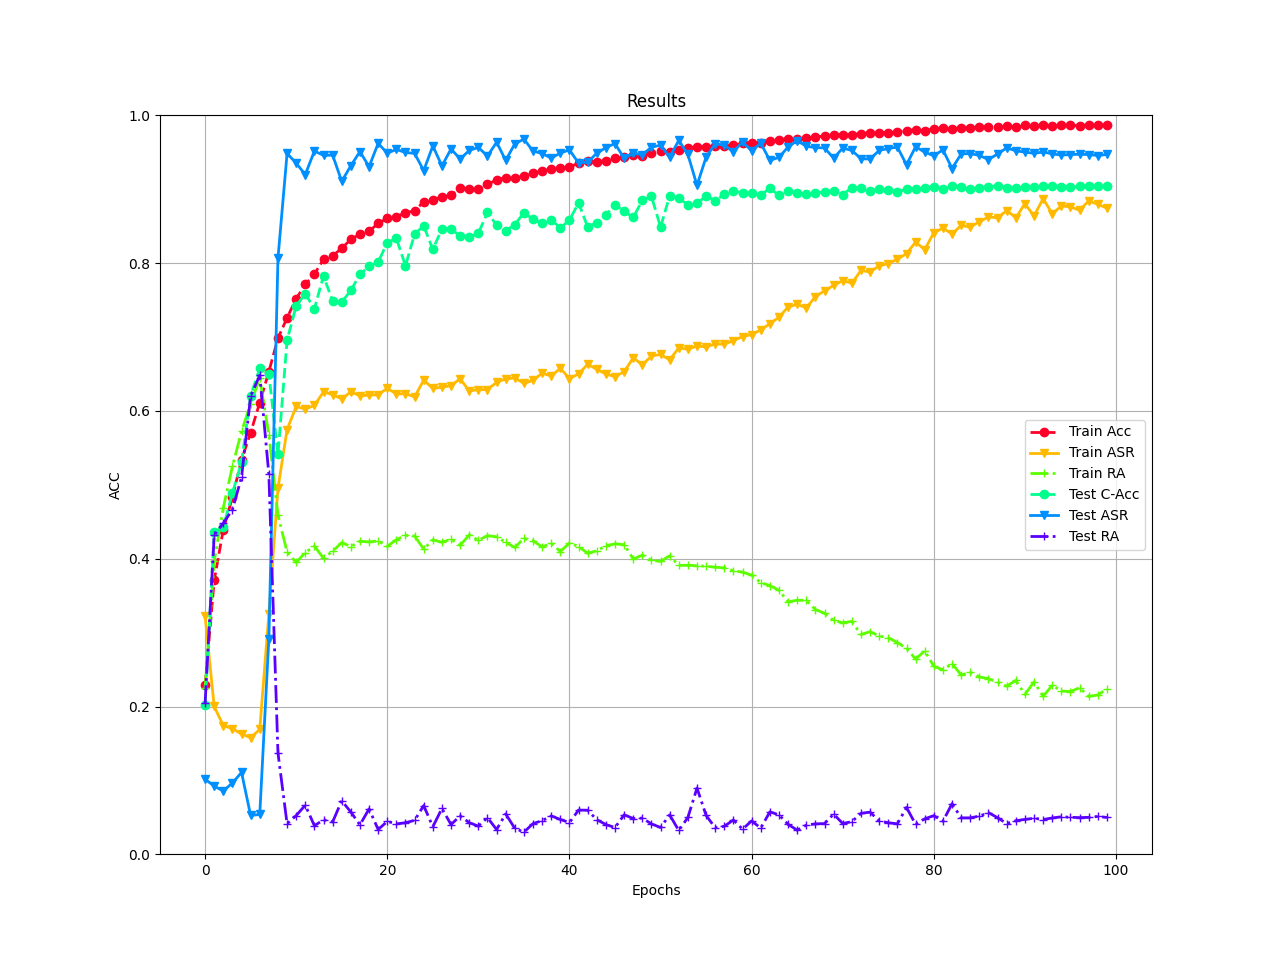 Results
1.0
0.8
0.6
0.4
0.2
0.0
ACC
Train Acc
Train ASR
Train RA
Test C-Acc
Test ASR
Test RA
0 20 40 60 80 100
Epochs